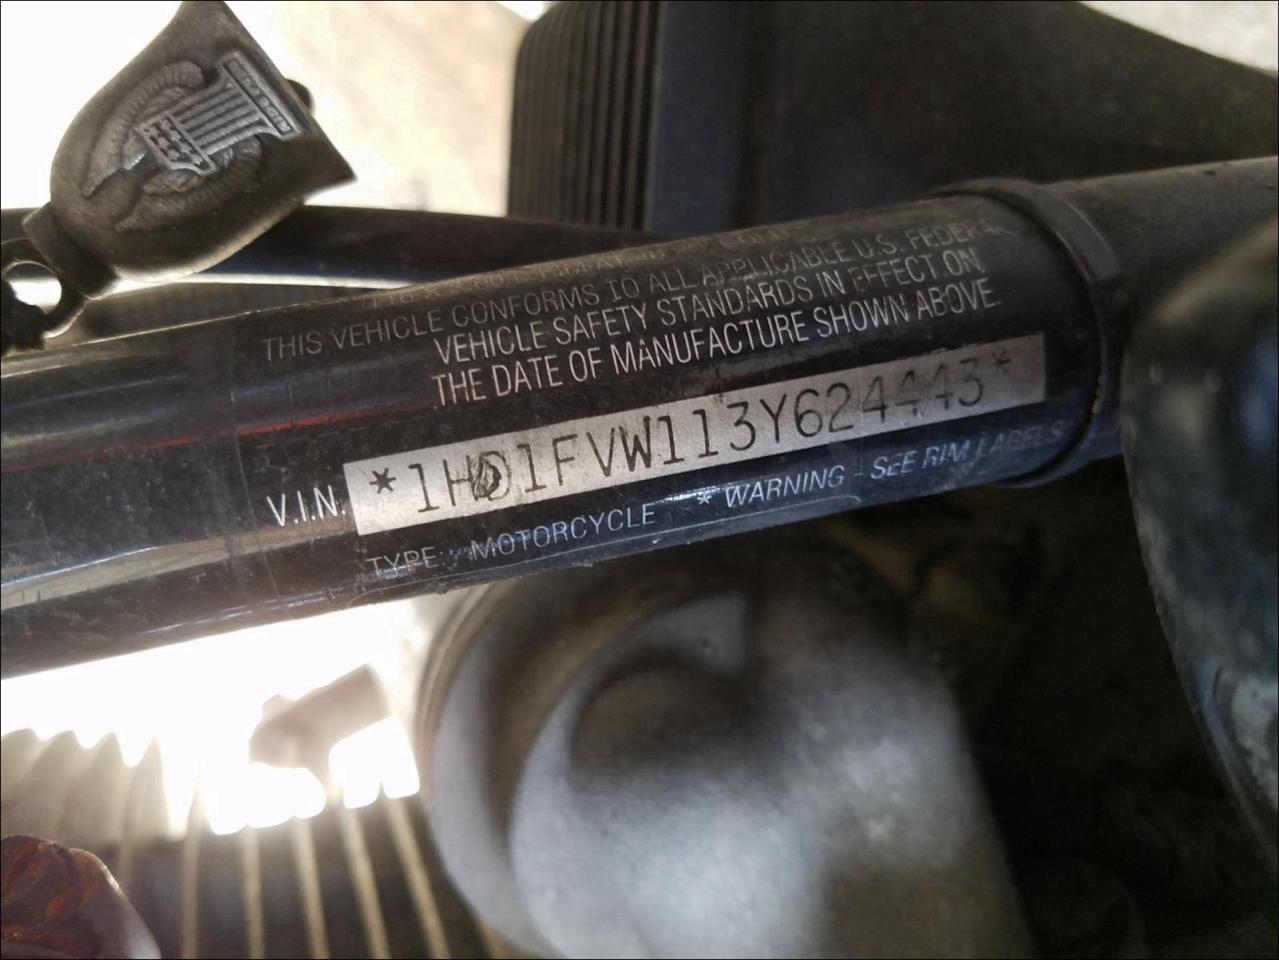 THIS VEHICLE CONFORMS TO ALL APPLICABLE U.S. FEDERAL
VEHICLE SAFETY STANDARDS IN EFFECT ON
THE DATE OF MANUFACTURE SHOWN ABOVE.
V.I.N. *1HD1FVW113Y624443*
TYPE: MOTORCYCLE * WARNING - SEE RIM LABELS